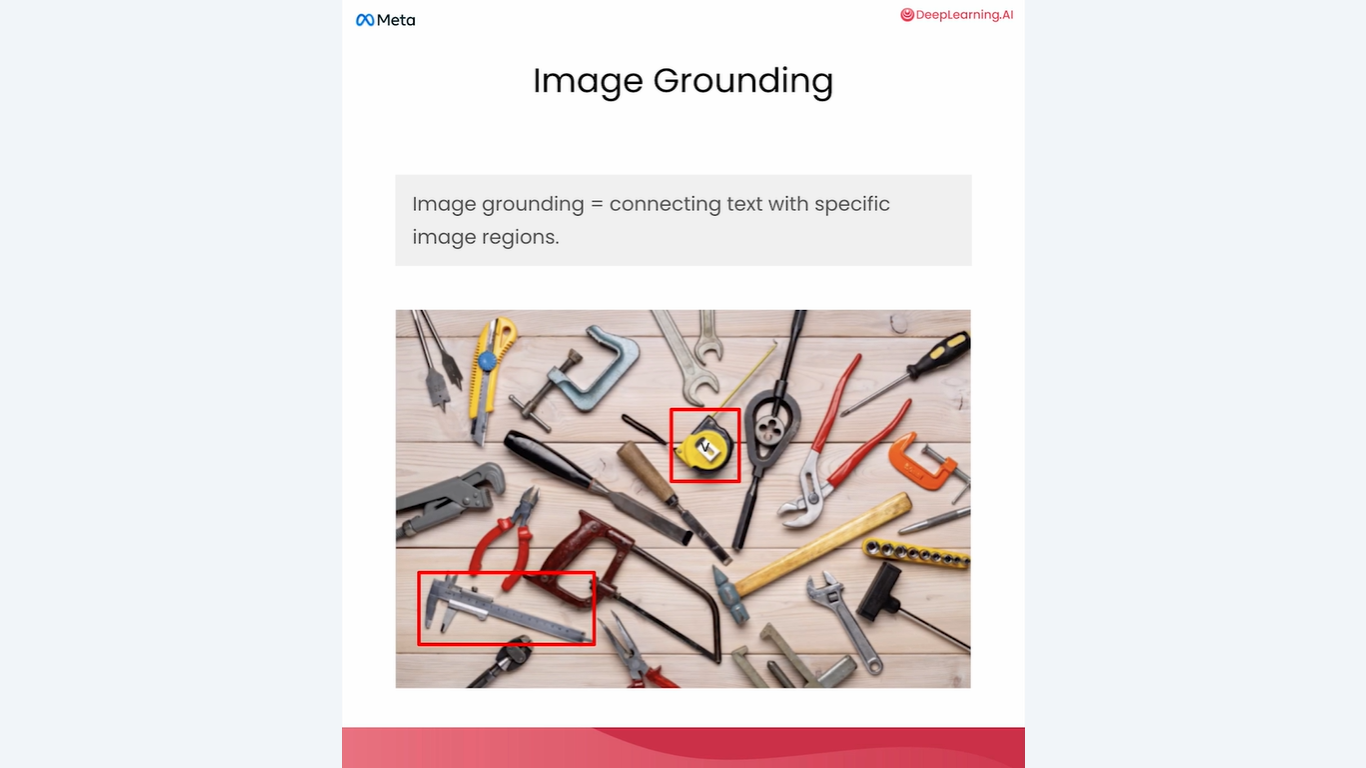 Meta
DeepLearning.AI
Image Grounding
Image grounding = connecting text with specific
image regions.